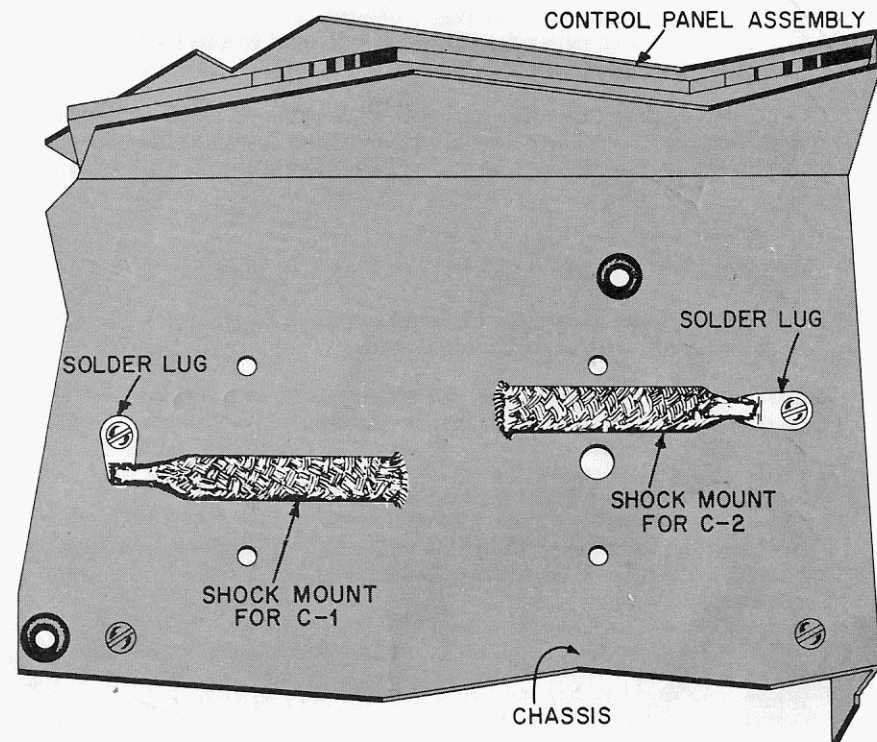 CONTROL PANEL ASSEMBLY
SOLDER LUG
SOLDER LUG
SHOCK MOUNT
FOR C-2
SHOCK MOUNT
FOR C-1
CHASSIS